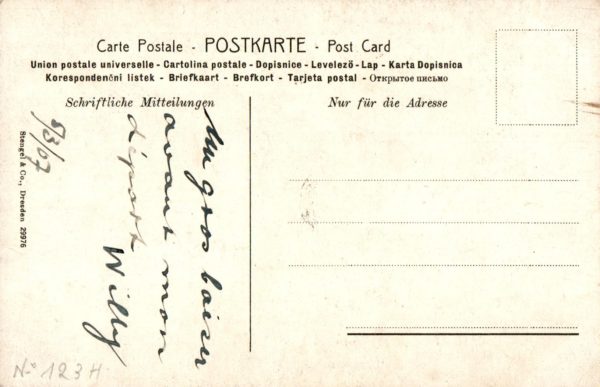 Carte Postale - POSTKARTE - Post Card
Union postale universelle - Cartolina postale - Dopisnice - Levelező - Lap - Karta Dopisnica
Korespondenční listek - Briefkaart - Brefkort - Tarjeta postal - Открытое письмо
Schriftliche Mitteilungen
Nur für die Adresse
Un gros baiser
avant mon
départ
Willy
5/3/07
Stengel & Co., Dresden 29976
N° 123H